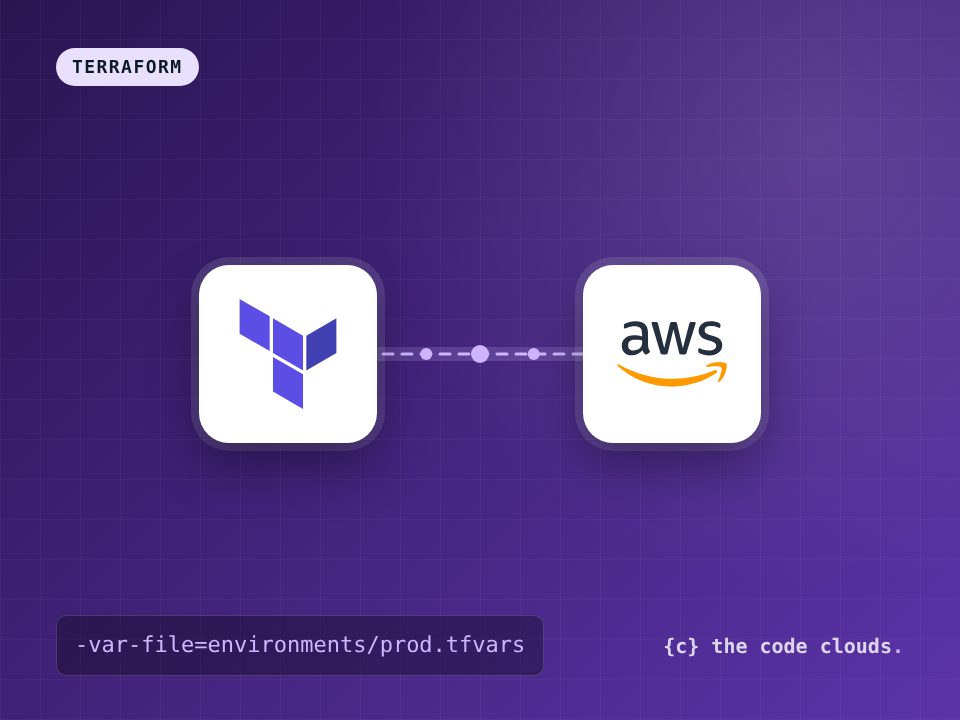 TERRAFORM
aws
-var-file=environments/prod.tfvars
{c} the code clouds.